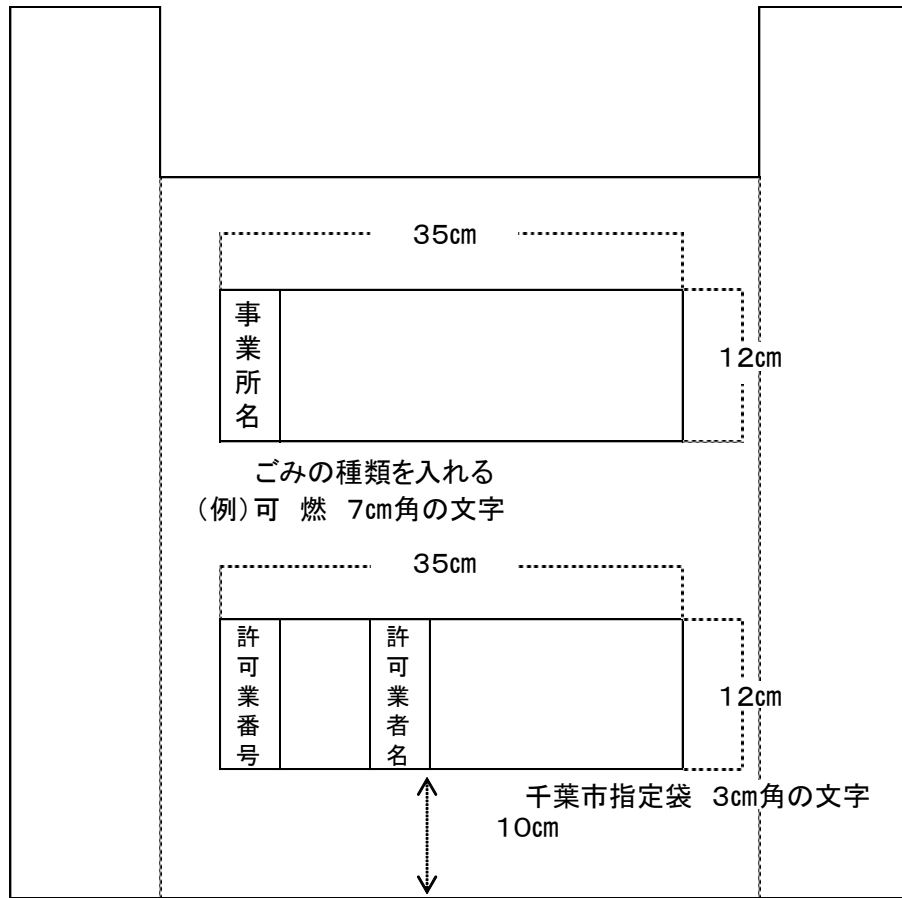 35㎝
事業所名
12㎝
ごみの種類を入れる
(例)可 燃 7㎝角の文字
35㎝
許可業番号
許可業者名
12㎝
千葉市指定袋 3㎝角の文字
10㎝